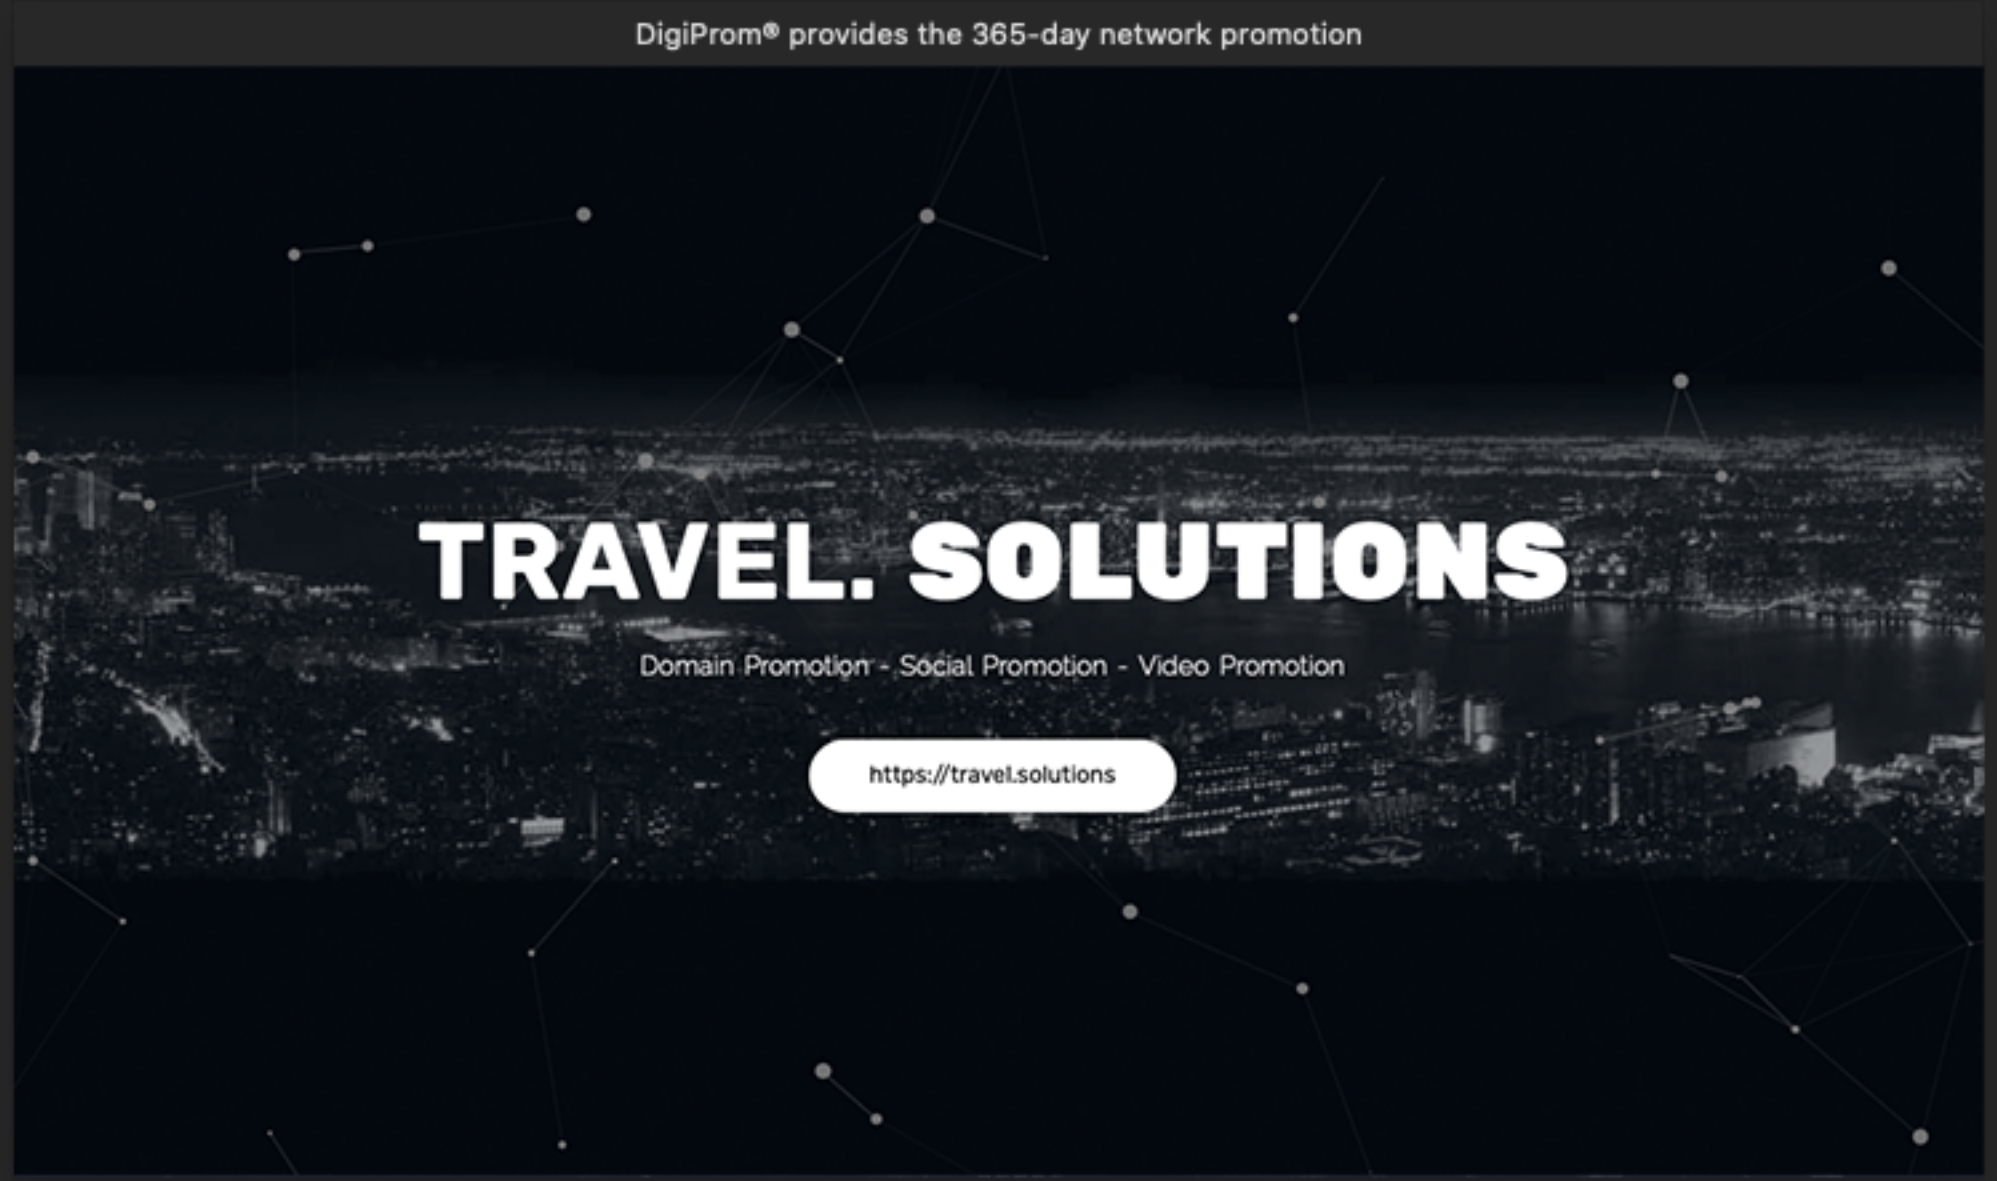 DigiProm® provides the 365-day network promotion
TRAVEL. SOLUTIONS
Domain Promotion - Social Promotion - Video Promotion
https://travel.solutions